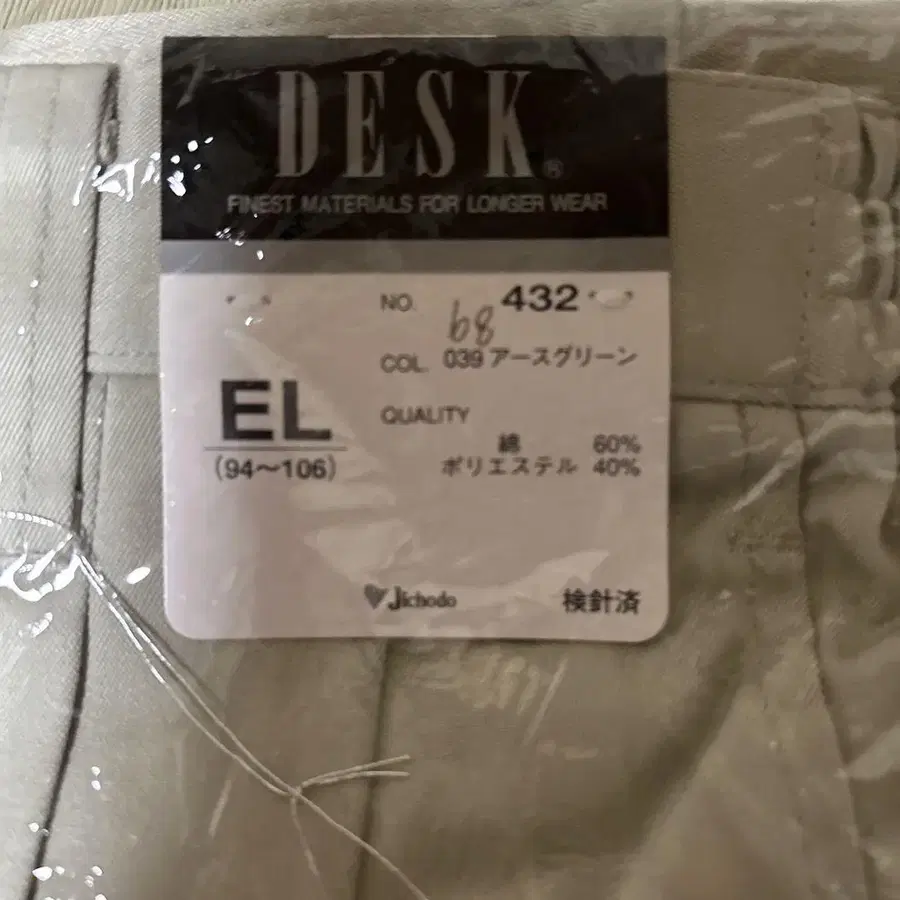 DESK®
FINEST MATERIALS FOR LONGER WEAR
NO. 432
68
COL. 039 アースグリーン
EL
(94〜106)
QUALITY
綿 60%
ポリエステル 40%
Jichodo
検針済